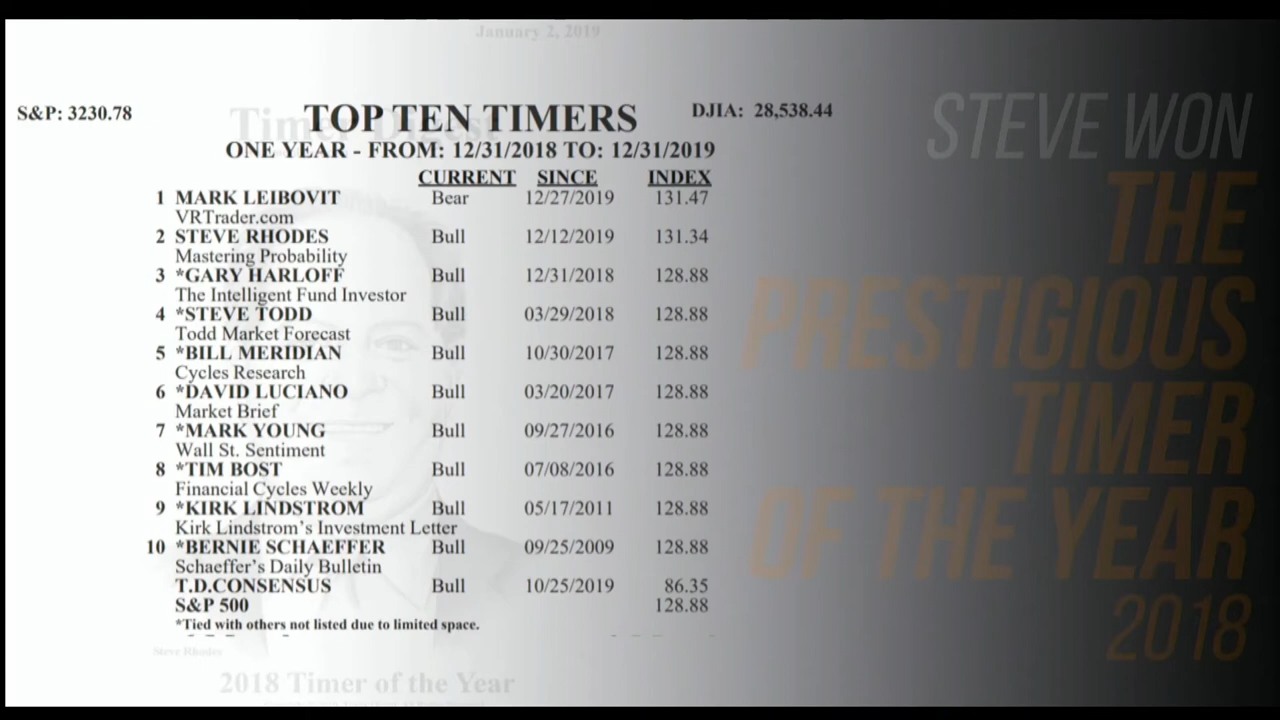 January 2, 2019
S&P: 3230.78
Timer Digest
TOP TEN TIMERS
DJIA: 28,538.44
ONE YEAR - FROM: 12/31/2018 TO: 12/31/2019
CURRENT SINCE INDEX
1 MARK LEIBOVIT Bear 12/27/2019 131.47
VRTrader.com
2 STEVE RHODES Bull 12/12/2019 131.34
Mastering Probability
3 *GARY HARLOFF Bull 12/31/2018 128.88
The Intelligent Fund Investor
4 *STEVE TODD Bull 03/29/2018 128.88
Todd Market Forecast
5 *BILL MERIDIAN Bull 10/30/2017 128.88
Cycles Research
6 *DAVID LUCIANO Bull 03/20/2017 128.88
Market Brief
7 *MARK YOUNG Bull 09/27/2016 128.88
Wall St. Sentiment
8 *TIM BOST Bull 07/08/2016 128.88
Financial Cycles Weekly
9 *KIRK LINDSTROM Bull 05/17/2011 128.88
Kirk Lindstrom's Investment Letter
10 *BERNIE SCHAEFFER Bull 09/25/2009 128.88
Schaeffer's Daily Bulletin
T.D.CONSENSUS Bull 10/25/2019 86.35
S&P 500 128.88
*Tied with others not listed due to limited space.
Steve Rhodes
2018 Timer of the Year
STEVE WON
THE
PRESTIGIOUS
TIMER
OF THE YEAR
2018